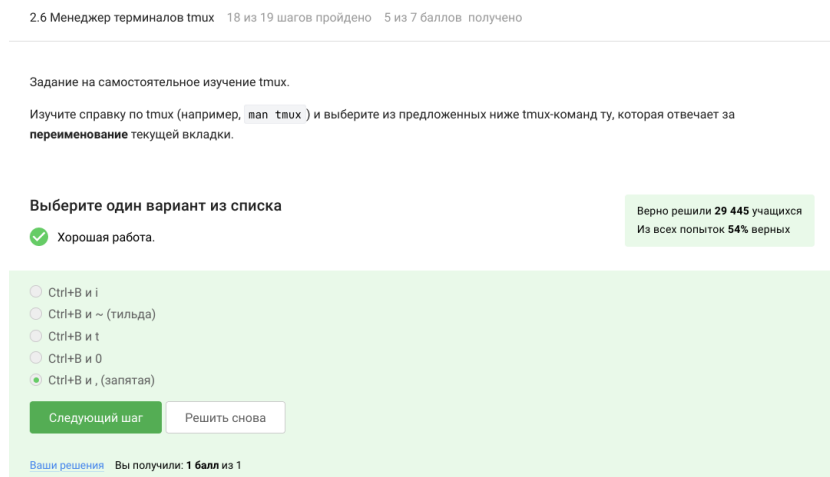 2.6 Менеджер терминалов tmux 18 из 19 шагов пройдено 5 из 7 баллов получено
Задание на самостоятельное изучение tmux.
Изучите справку по tmux (например, man tmux ) и выберите из предложенных ниже tmux-команд ту, которая отвечает за
переименование текущей вкладки.
Выберите один вариант из списка
Хорошая работа.
Верно решили 29 445 учащихся
Из всех попыток 54% верных
Ctrl+B и i
Ctrl+B и ~ (тильда)
Ctrl+B и t
Ctrl+B и 0
Ctrl+B и , (запятая)
Следующий шаг Решить снова
Ваши решения Вы получили: 1 балл из 1